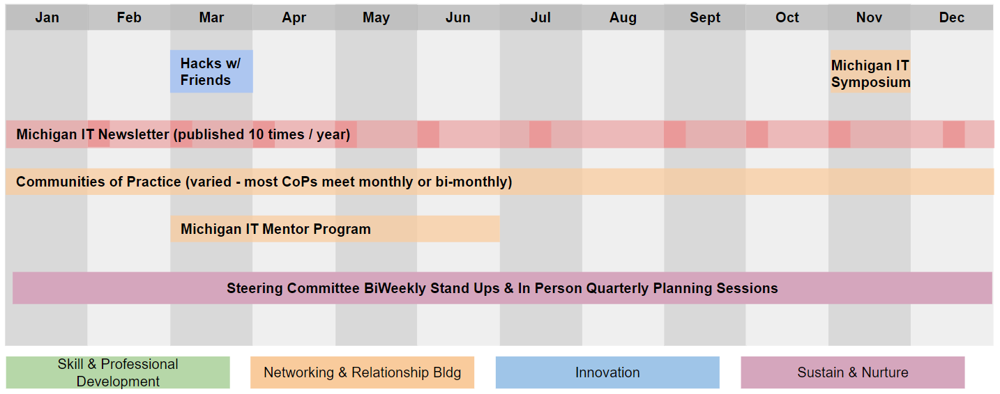 Jan Feb Mar Apr May Jun Jul Aug Sept Oct Nov Dec
Hacks w/
Friends
Michigan IT
Symposium
Michigan IT Newsletter (published 10 times / year)
Communities of Practice (varied - most CoPs meet monthly or bi-monthly)
Michigan IT Mentor Program
Steering Committee BiWeekly Stand Ups & In Person Quarterly Planning Sessions
Skill & Professional
Development
Networking & Relationship Bldg
Innovation
Sustain & Nurture